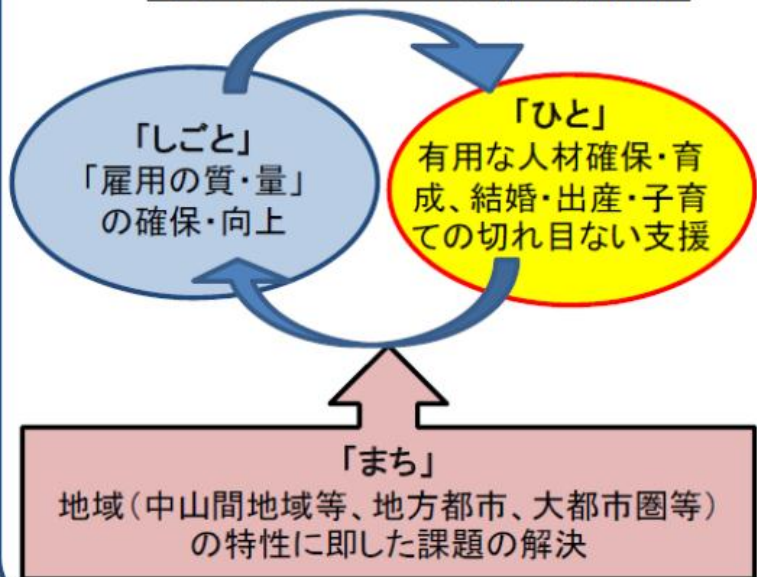 「しごと」
「雇用の質・量」
の確保・向上
「ひと」
有用な人材確保・育
成、結婚・出産・子育
ての切れ目ない支援
「まち」
地域（中山間地域等、地方都市、大都市圏等）
の特性に即した課題の解決